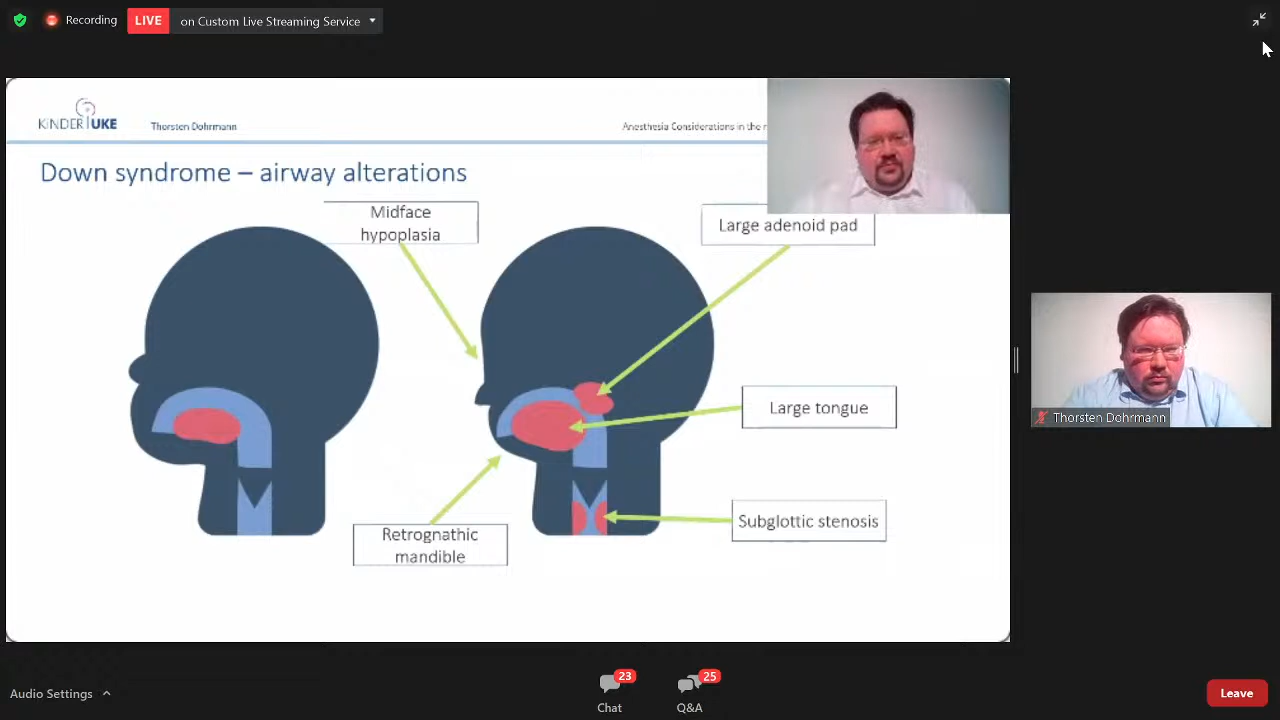 Recording
LIVE
on Custom Live Streaming Service
KINDER UKE
Thorsten Dohrmann
Anesthesia Considerations in the
Down syndrome – airway alterations
Midface
hypoplasia
Large adenoid pad
Large tongue
Thorsten Dohrmann
Subglottic stenosis
Retrognathic
mandible
Audio Settings
23
Chat
25
Q&A
Leave